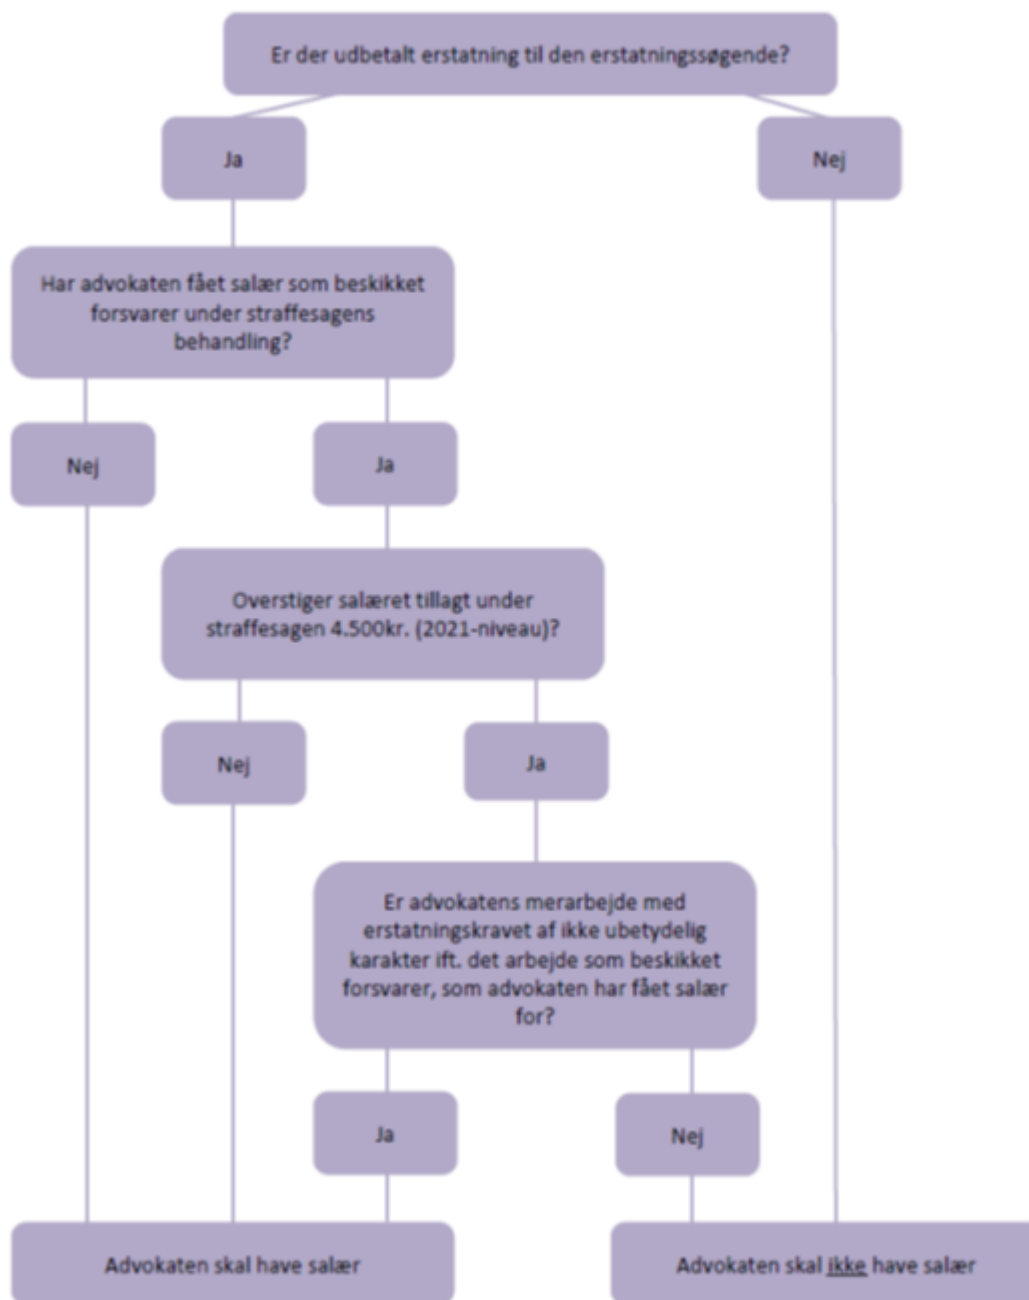 Er der udbetalt erstatning til den erstatningssøgende?
Ja
Nej
Har advokaten fået salær som beskikket
forsvarer under straffesagens
behandling?
Nej
Ja
Overstiger salæret tillagt under
straffesagen 4.500kr. (2021-niveau)?
Nej
Ja
Er advokatens merarbejde med
erstatningskravet af ikke ubetydelig
karakter ift. det arbejde som beskikket
forsvarer, som advokaten har fået salær
for?
Ja
Nej
Advokaten skal have salær
Advokaten skal ikke have salær